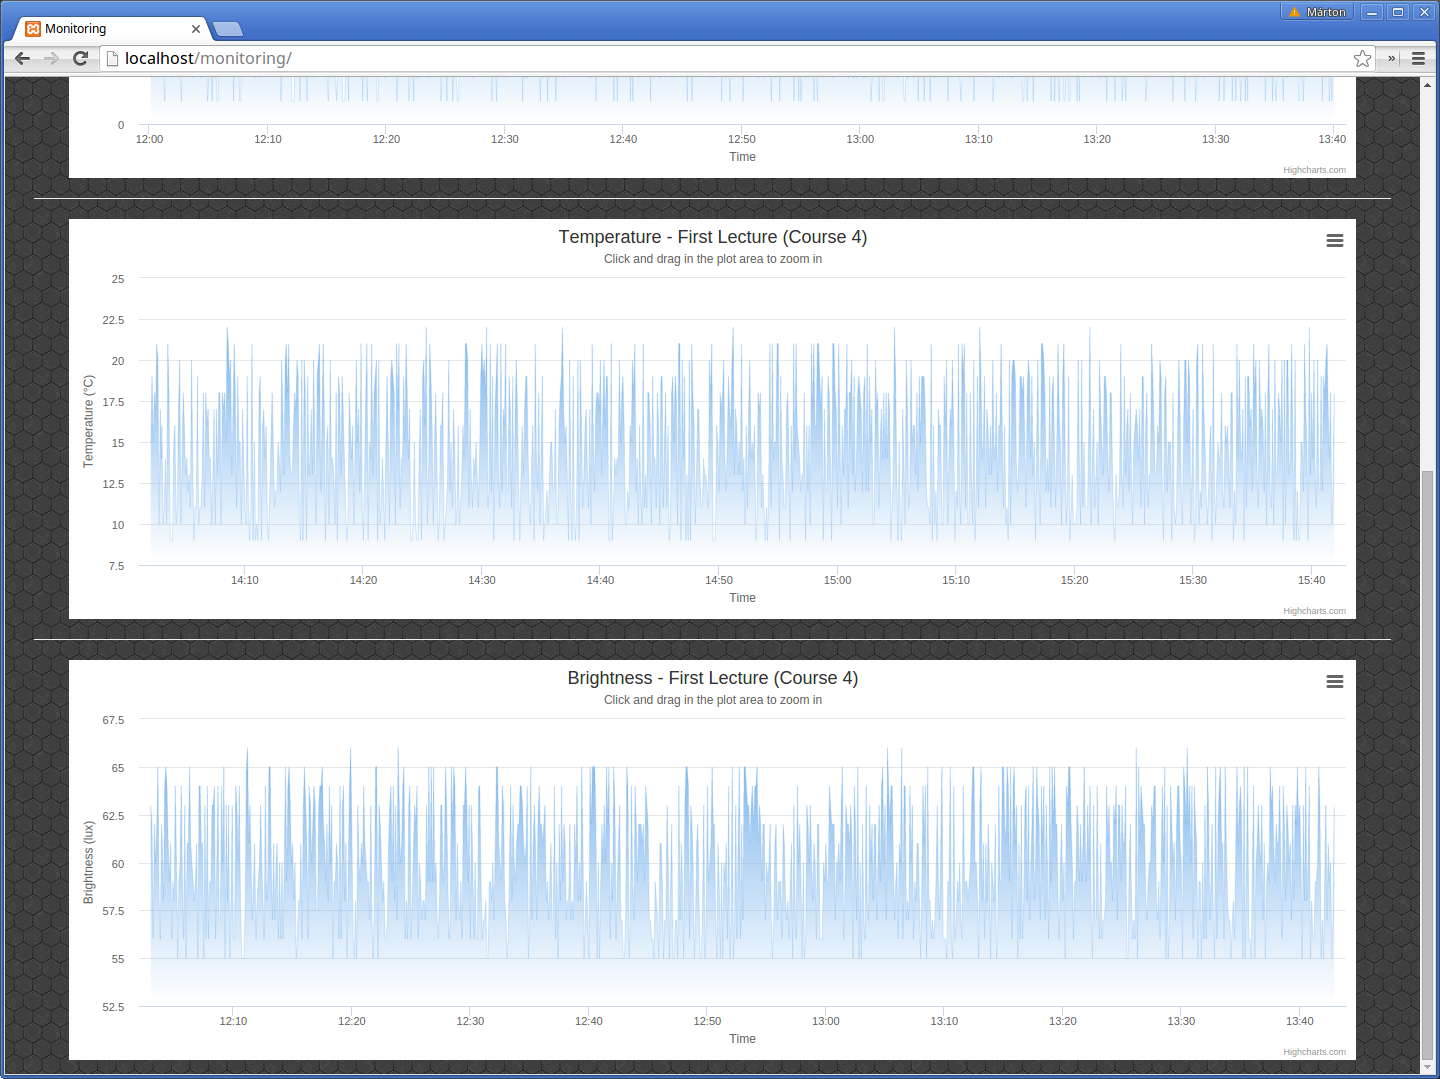 Márton
Monitoring
localhost/monitoring/
»
0
12:00 12:10 12:20 12:30 12:40 12:50 13:00 13:10 13:20 13:30 13:40
Time
Highcharts.com
Temperature - First Lecture (Course 4)
Click and drag in the plot area to zoom in
Temperature (°C)
25
22.5
20
17.5
15
12.5
10
7.5
14:10 14:20 14:30 14:40 14:50 15:00 15:10 15:20 15:30 15:40
Time
Highcharts.com
Brightness - First Lecture (Course 4)
Click and drag in the plot area to zoom in
Brightness (lux)
67.5
65
62.5
60
57.5
55
52.5
12:10 12:20 12:30 12:40 12:50 13:00 13:10 13:20 13:30 13:40
Time
Highcharts.com